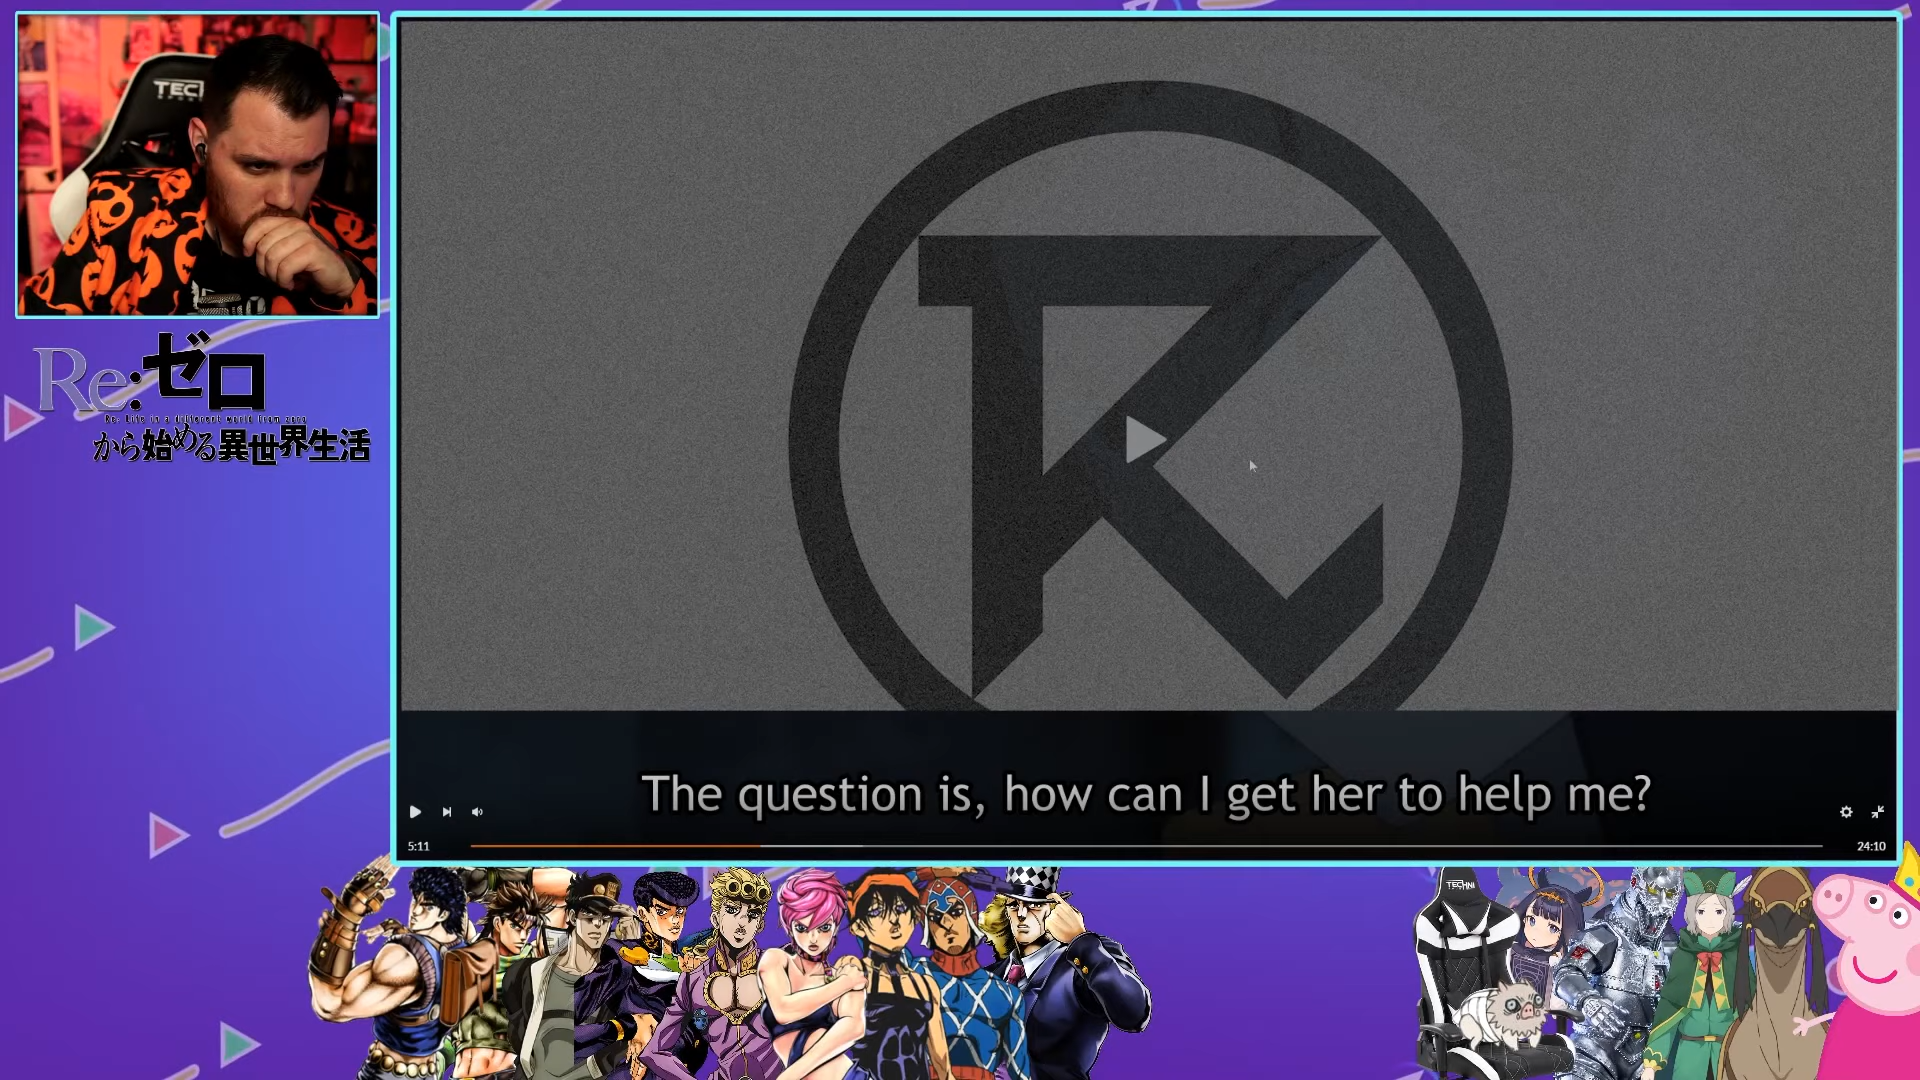 TECH
Re:ゼロ
Re: Life in a different world from zero
から始める異世界生活
The question is, how can I get her to help me?
5:11
24:10
TECHNI